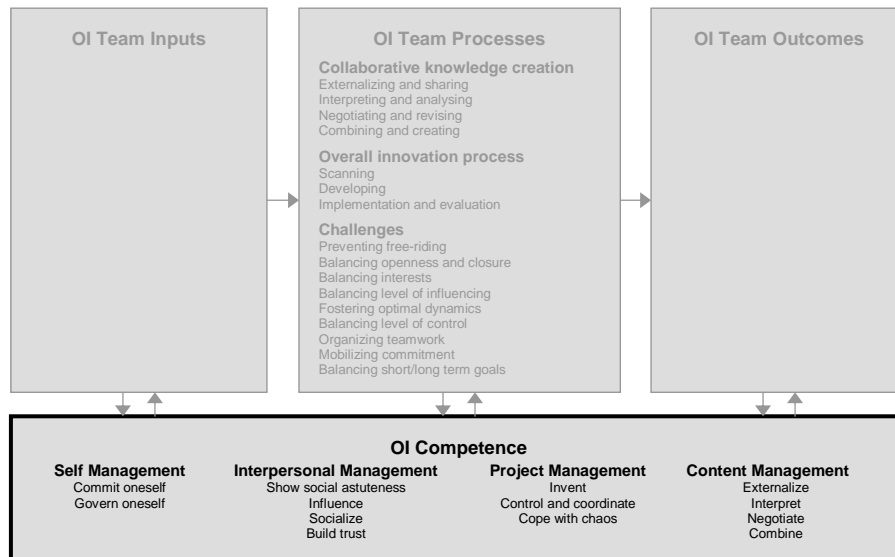 OI Team Inputs
OI Team Processes
Collaborative knowledge creation
Externalizing and sharing
Interpreting and analysing
Negotiating and revising
Combining and creating
Overall innovation process
Scanning
Developing
Implementation and evaluation
Challenges
Preventing free-riding
Balancing openness and closure
Balancing interests
Balancing level of influencing
Fostering optimal dynamics
Balancing level of control
Organizing teamwork
Mobilizing commitment
Balancing short/long term goals
OI Team Outcomes
OI Competence
Self Management
Commit oneself
Govern oneself
Interpersonal Management
Show social astuteness
Influence
Socialize
Build trust
Project Management
Invent
Control and coordinate
Cope with chaos
Content Management
Externalize
Interpret
Negotiate
Combine